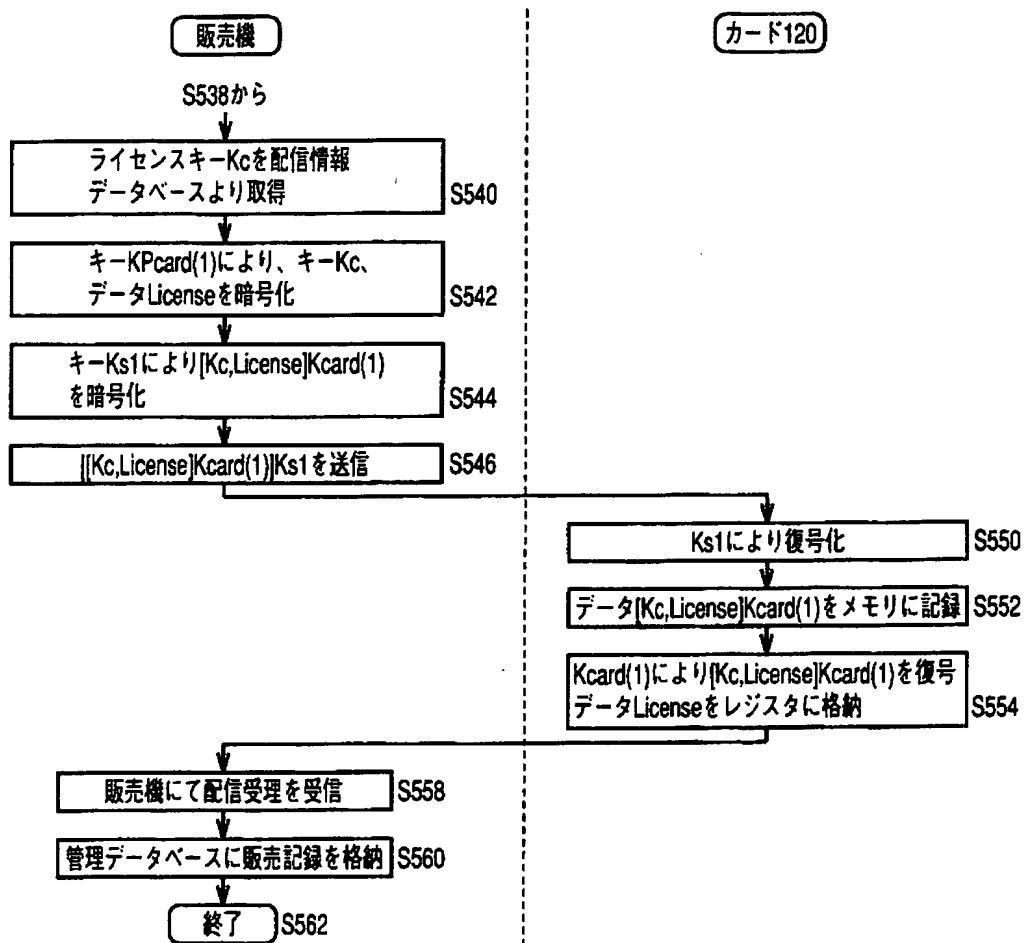 販売機
カード120
S538から
ライセンスキーKcを配信情報
データベースより取得
S540
キーKPcard(1)により、キーKc、
データLicenseを暗号化
S542
キーKs1により[Kc,License]Kcard(1)
を暗号化
S544
[[Kc,License]Kcard(1)]Ks1を送信
S546
Ks1により復号化
S550
データ[Kc,License]Kcard(1)をメモリに記録
S552
Kcard(1)により[Kc,License]Kcard(1)を復号
データLicenseをレジスタに格納
S554
販売機にて配信受理を受信
S558
管理データベースに販売記録を格納
S560
終了
S562